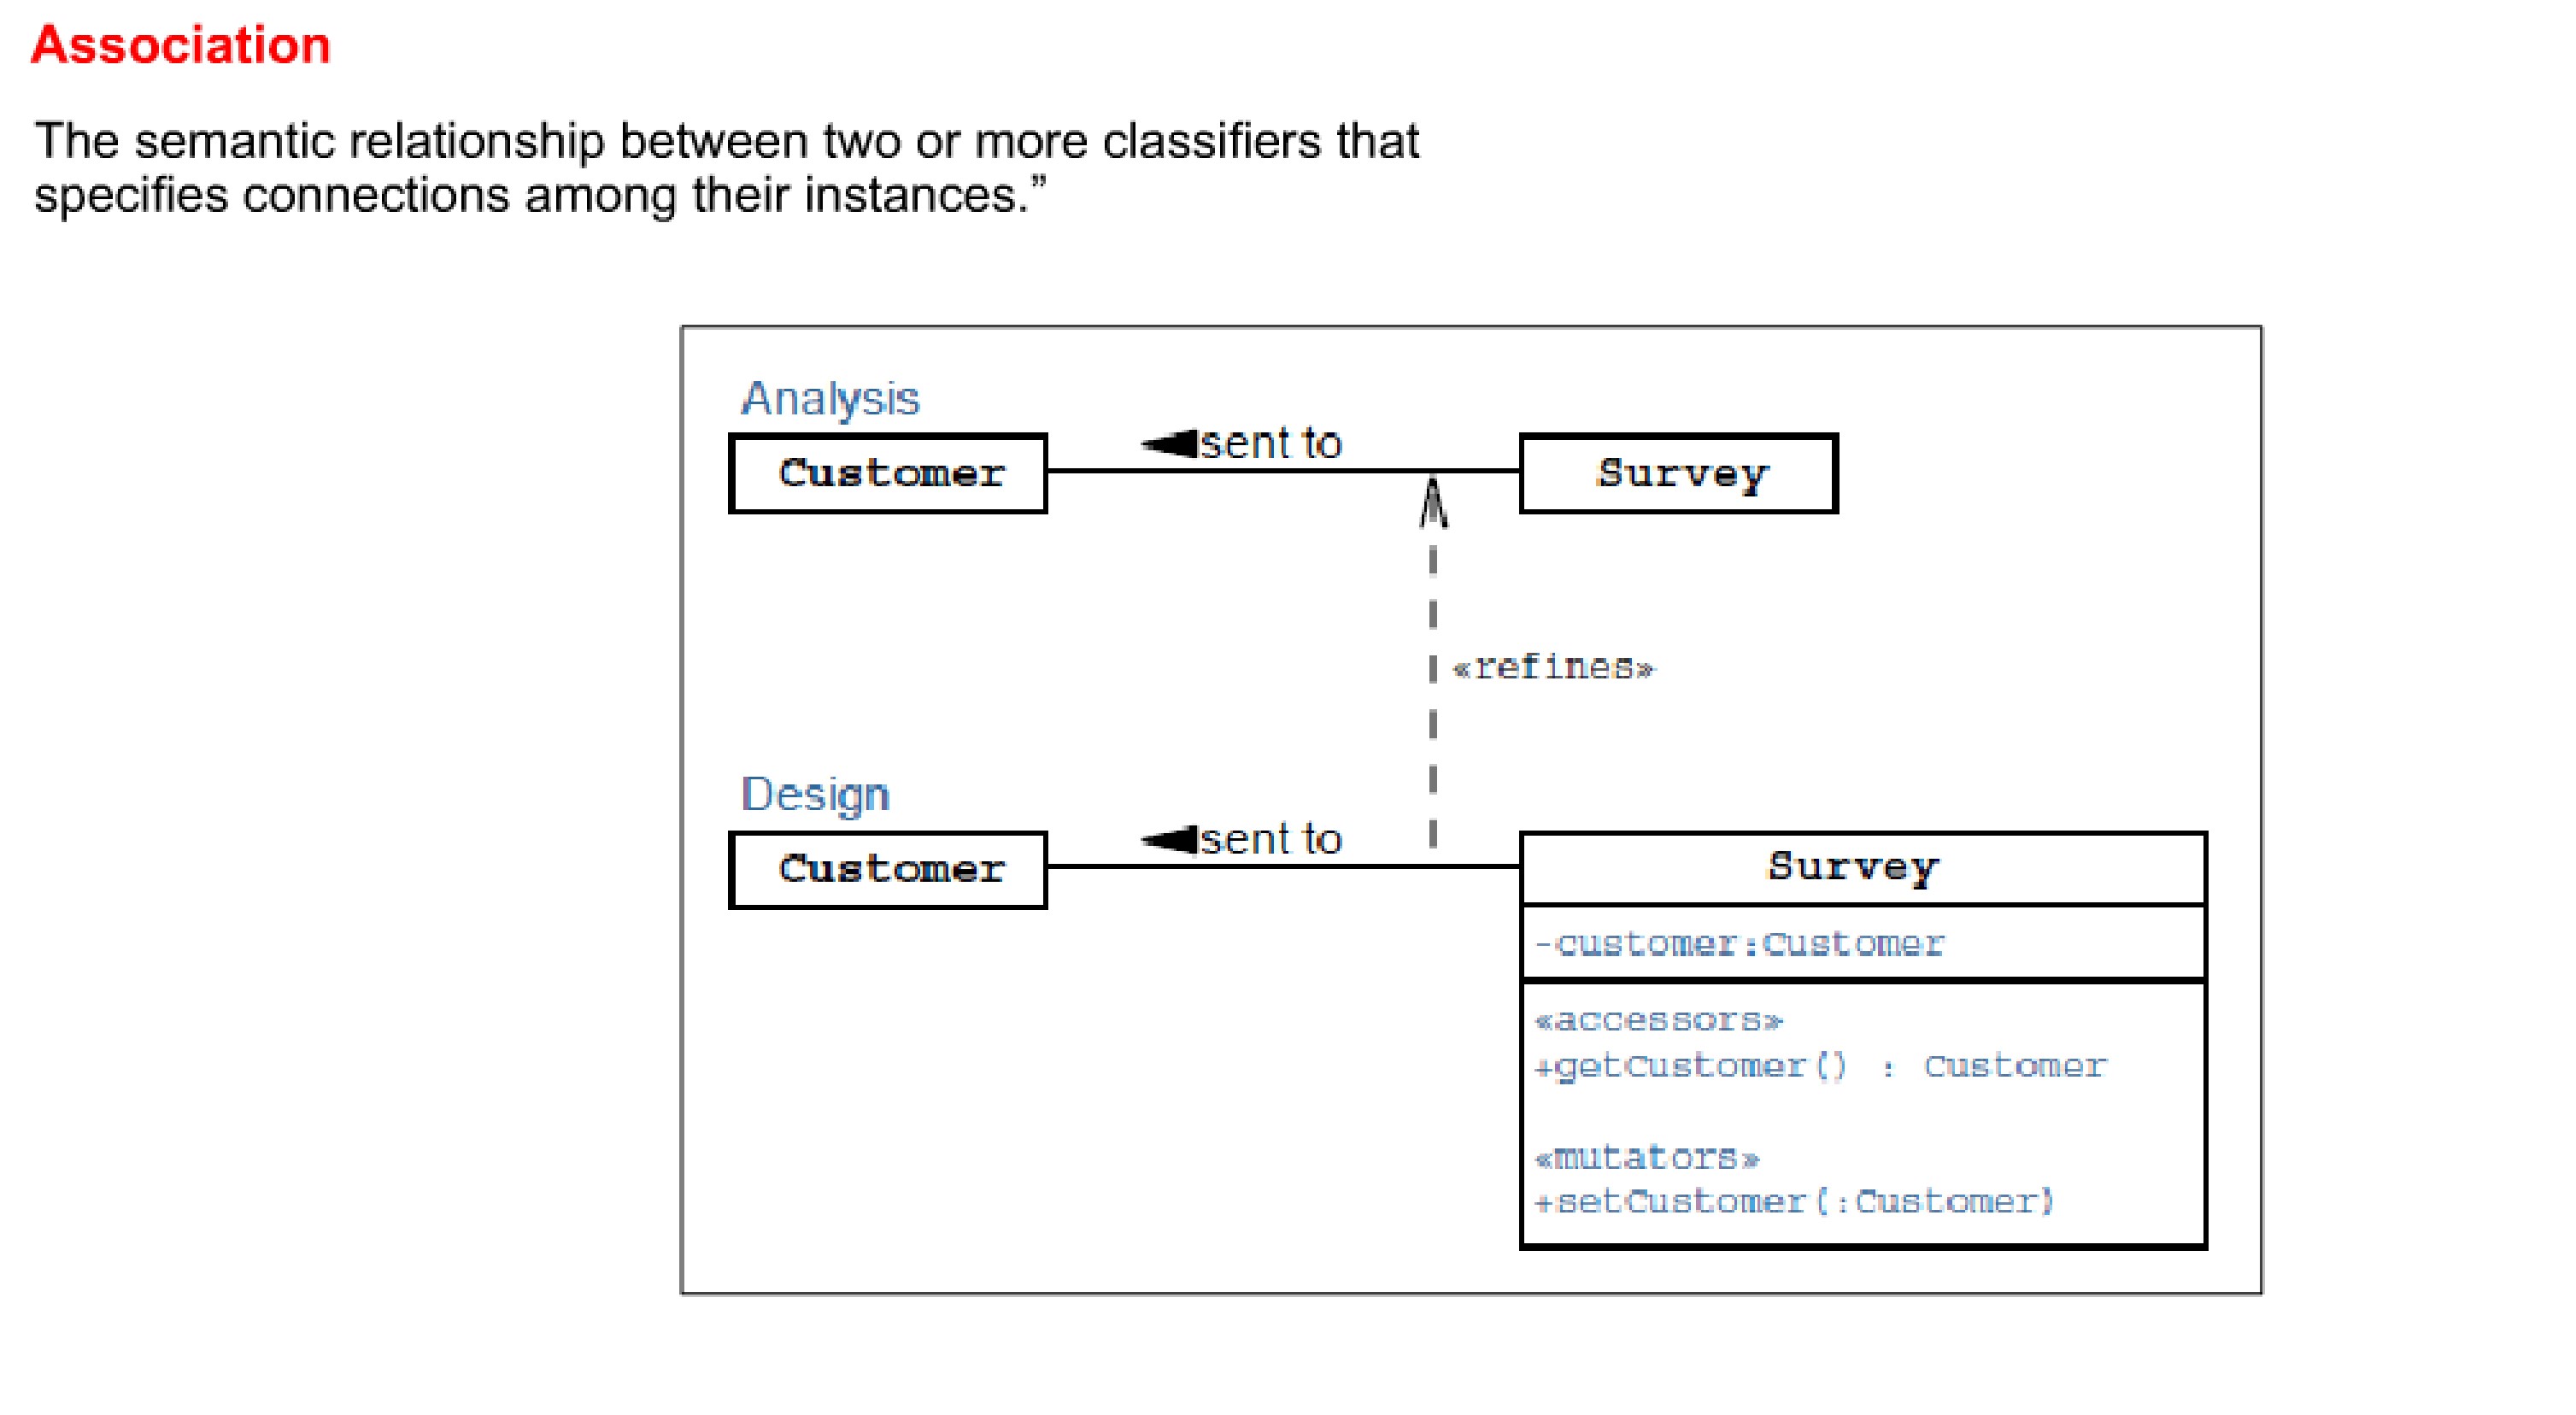 Association
The semantic relationship between two or more classifiers that
specifies connections among their instances.”
Analysis
sent to
Customer
Survey
«refines»
Design
sent to
Customer
Survey
-customer:Customer
«accessors»
+getCustomer() : Customer
«mutators»
+setCustomer(:Customer)